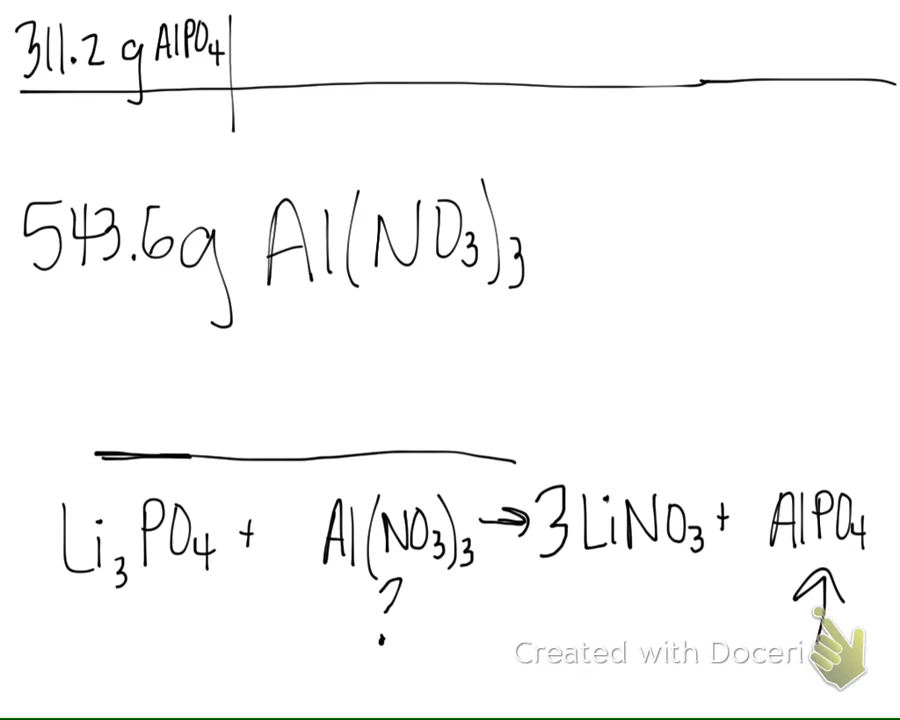 311.2 g AlPO4
543.6g Al(NO3)3
Li3PO4 + Al(NO3)3 → 3LiNO3 + AlPO4
?
Created with Doceri